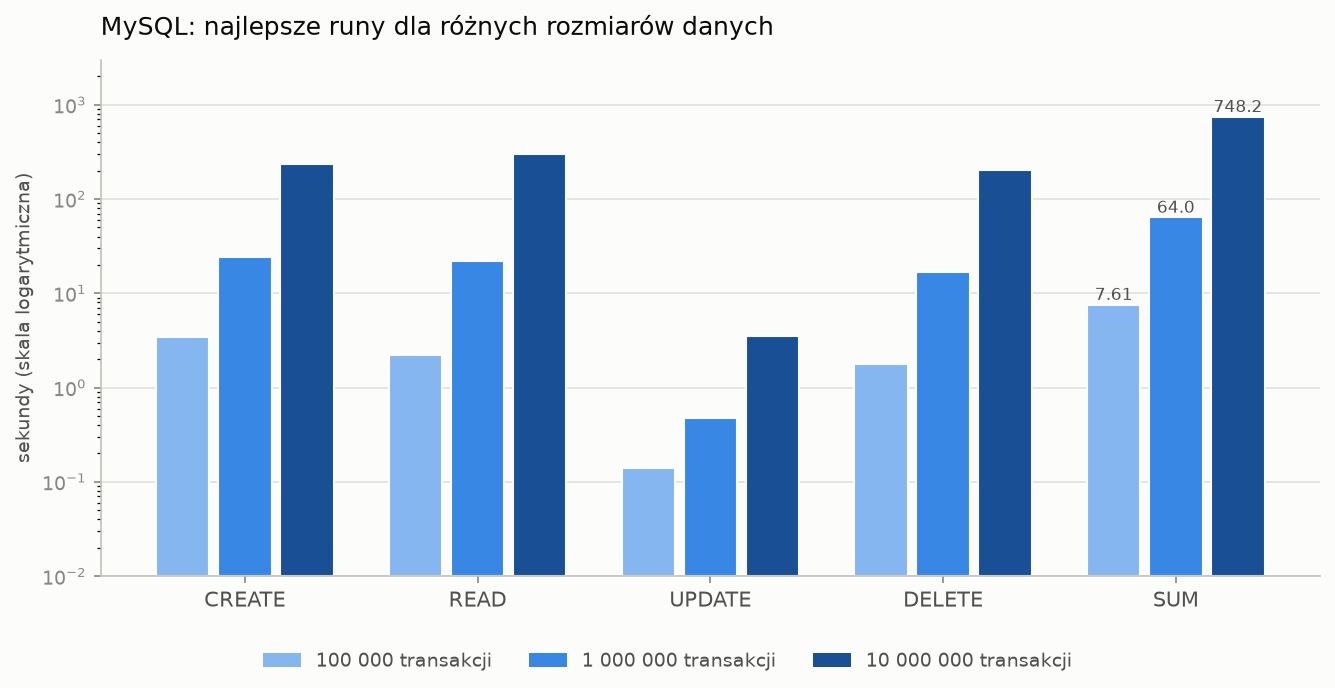 MySQL: najlepsze runy dla różnych rozmiarów danych
sekundy (skala logarytmiczna)
10³
10²
10¹
10⁰
10⁻¹
10⁻²
748.2
64.0
7.61
CREATE READ UPDATE DELETE SUM
100 000 transakcji 1 000 000 transakcji 10 000 000 transakcji